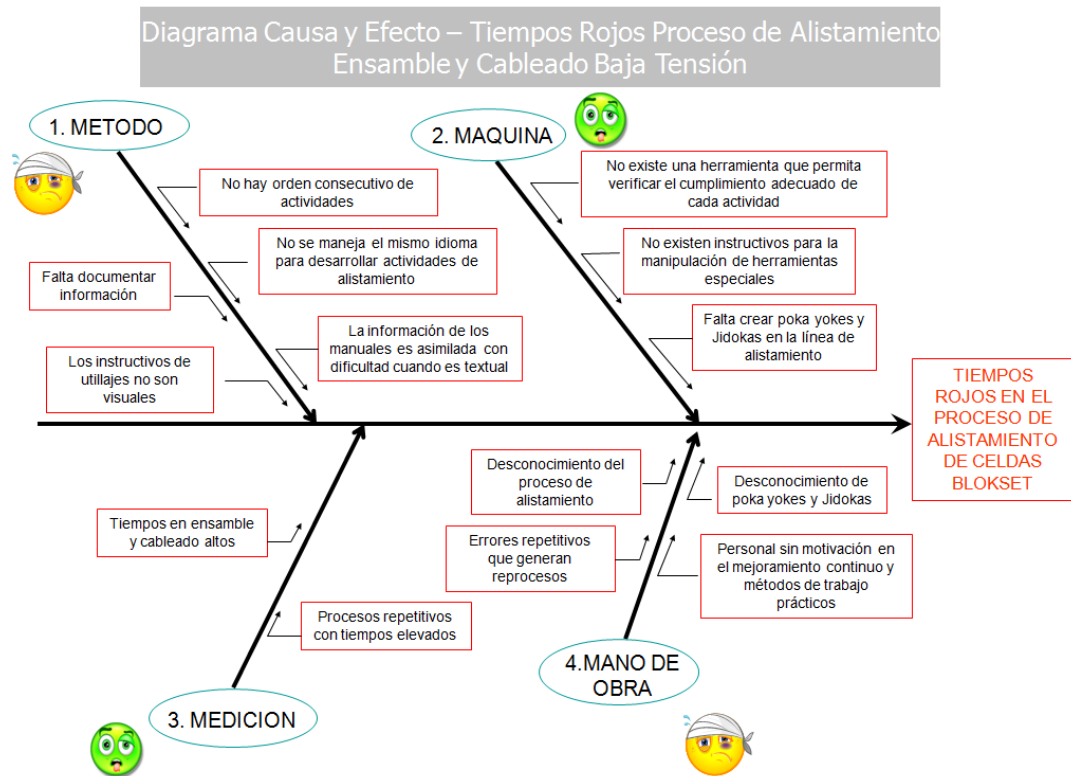 Diagrama Causa y Efecto – Tiempos Rojos Proceso de Alistamiento
Ensamble y Cableado Baja Tensión
1. METODO
2. MAQUINA
No hay orden consecutivo de
actividades
No se maneja el mismo idioma
para desarrollar actividades de
alistamiento
Falta documentar
información
La información de los
manuales es asimilada con
dificultad cuando es textual
Los instructivos de
utillajes no son
visuales
No existe una herramienta que permita
verificar el cumplimiento adecuado de
cada actividad
No existen instructivos para la
manipulación de herramientas
especiales
Falta crear poka yokes y
Jidokas en la línea de
alistamiento
TIEMPOS
ROJOS EN EL
PROCESO DE
ALISTAMIENTO
DE CELDAS
BLOKSET
Tiempos en ensamble
y cableado altos
Procesos repetitivos
con tiempos elevados
3. MEDICION
Desconocimiento del
proceso de
alistamiento
Desconocimiento de
poka yokes y Jidokas
Errores repetitivos
que generan
reprocesos
Personal sin motivación en
el mejoramiento continuo y
métodos de trabajo
prácticos
4.MANO DE
OBRA